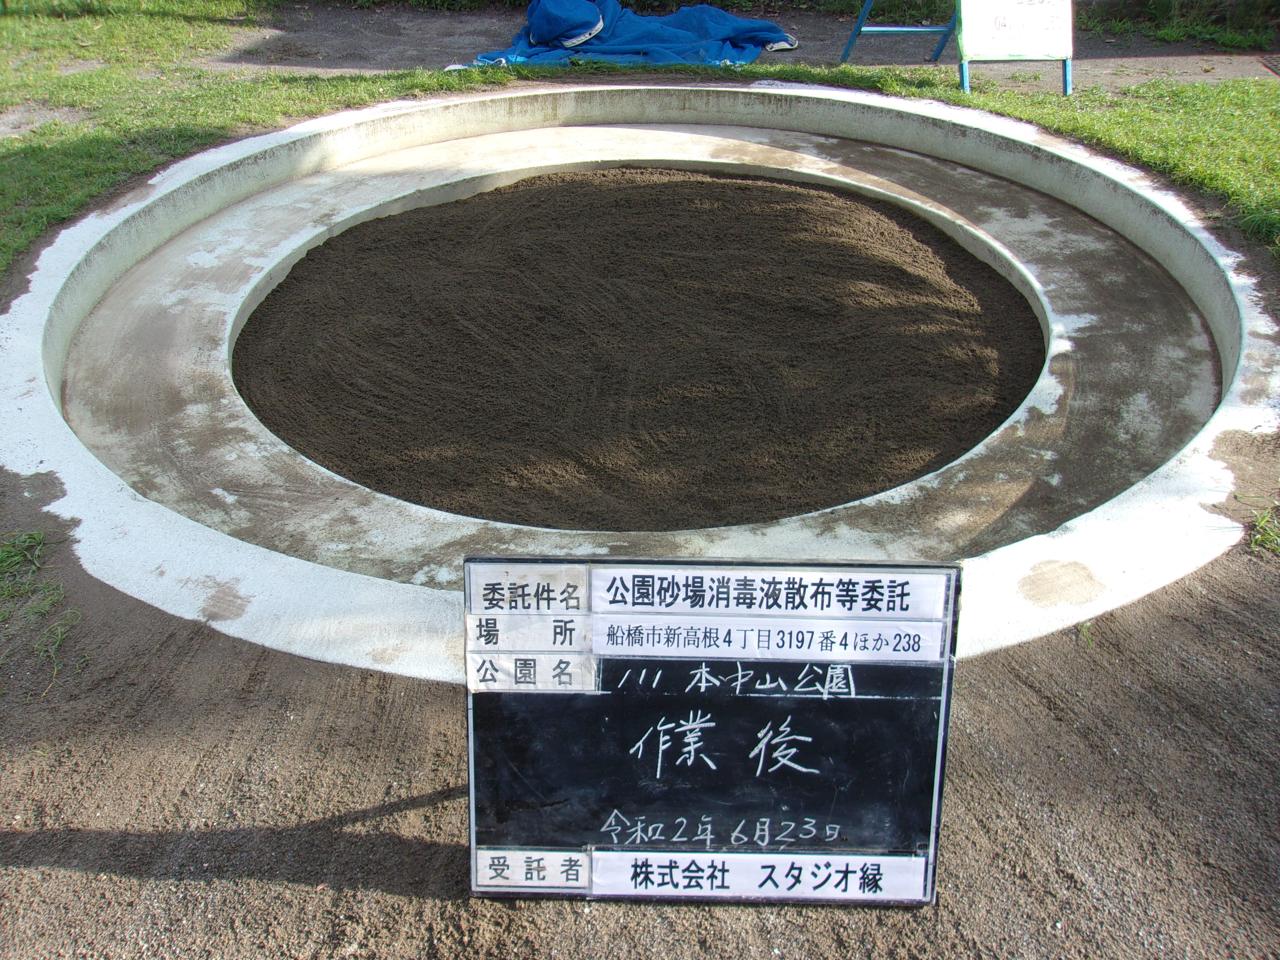 委託件名 公園砂場消毒液散布等委託
場所 船橋市新高根4丁目3197番4ほか238
公園名 川 本中山公園
作業 後
令和2年 6月23日
受託者 株式会社 スタジオ縁